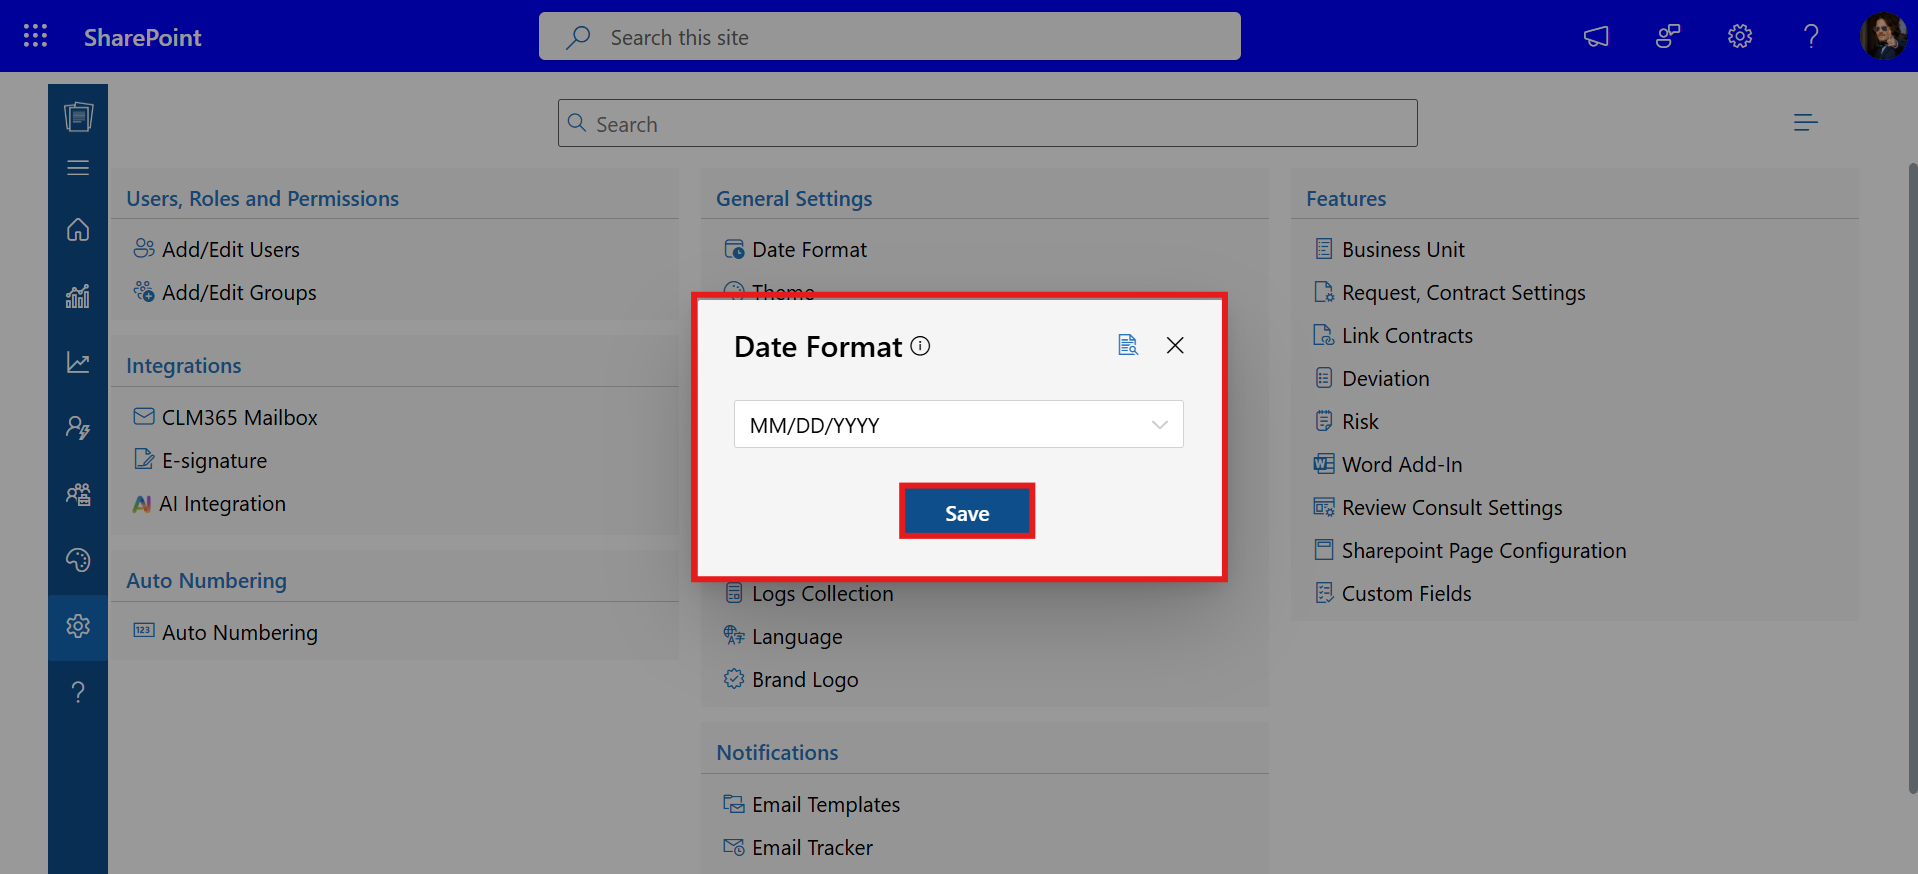 SharePoint
Search this site
Search
Users, Roles and Permissions
Add/Edit Users
Add/Edit Groups
Integrations
CLM365 Mailbox
E-signature
AI Integration
Auto Numbering
123 Auto Numbering
General Settings
Date Format
Theme
Date Format
MM/DD/YYYY
Save
Logs Collection
Language
Brand Logo
Notifications
Email Templates
Email Tracker
Features
Business Unit
Request, Contract Settings
Link Contracts
Deviation
Risk
Word Add-In
Review Consult Settings
Sharepoint Page Configuration
Custom Fields